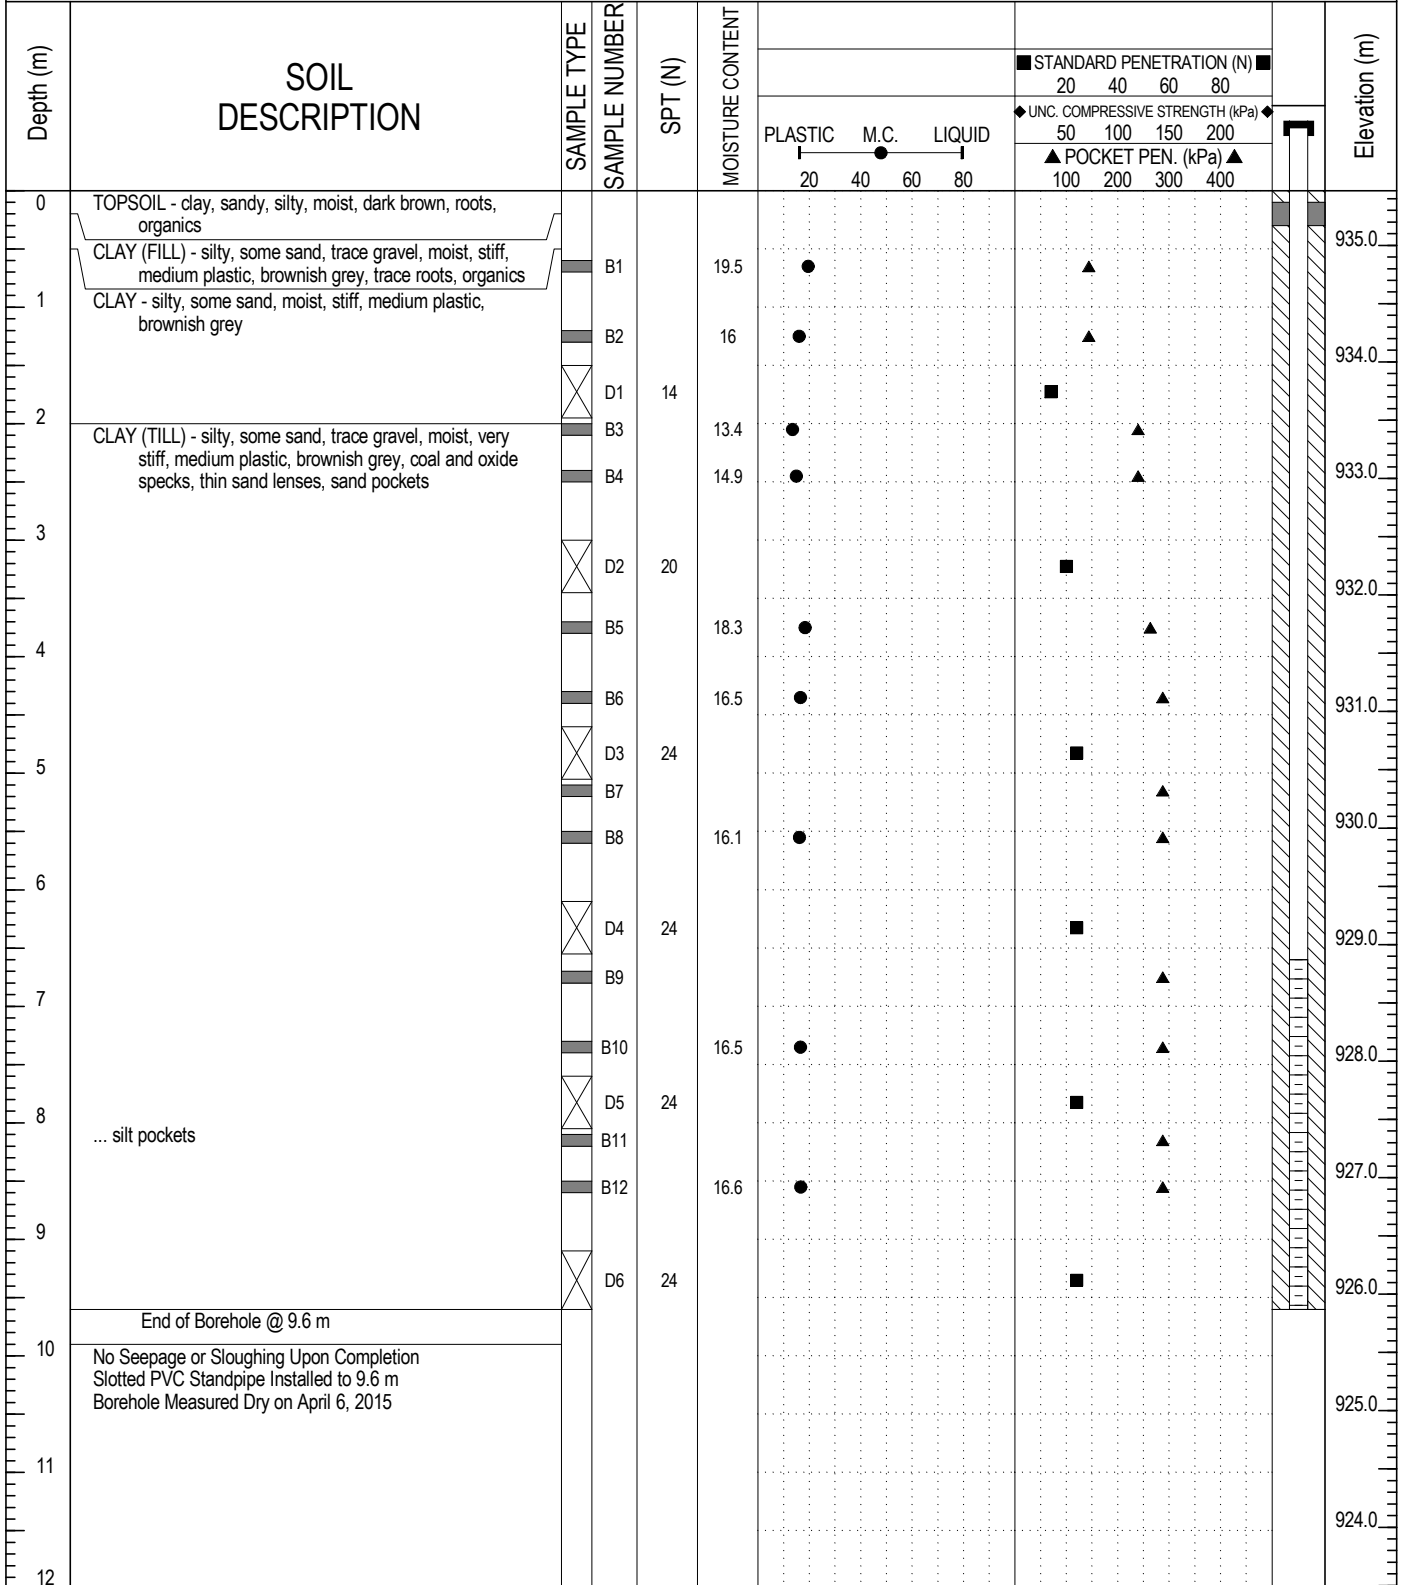 Depth (m)
SOIL
DESCRIPTION
SAMPLE TYPE
SAMPLE NUMBER
SPT (N)
MOISTURE CONTENT
PLASTIC M.C. LIQUID
20 40 60 80
■ STANDARD PENETRATION (N) ■
20 40 60 80
◆ UNC. COMPRESSIVE STRENGTH (kPa) ◆
50 100 150 200
▲ POCKET PEN. (kPa) ▲
100 200 300 400
Elevation (m)
0 TOPSOIL - clay, sandy, silty, moist, dark brown, roots,
organics
935.0
CLAY (FILL) - silty, some sand, trace gravel, moist, stiff,
medium plastic, brownish grey, trace roots, organics
B1 19.5
1 CLAY - silty, some sand, moist, stiff, medium plastic,
brownish grey
B2 16
934.0
D1 14
2
B3 13.4
CLAY (TILL) - silty, some sand, trace gravel, moist, very
stiff, medium plastic, brownish grey, coal and oxide
specks, thin sand lenses, sand pockets
B4 14.9
933.0
3
D2 20
932.0
B5 18.3
4
B6 16.5
931.0
D3 24
5
B7
930.0
B8 16.1
6
D4 24
929.0
B9
7
B10 16.5
928.0
D5 24
8
... silt pockets
B11
927.0
B12 16.6
9
D6 24
926.0
End of Borehole @ 9.6 m
10
No Seepage or Sloughing Upon Completion
Slotted PVC Standpipe Installed to 9.6 m
Borehole Measured Dry on April 6, 2015
925.0
11
924.0
12